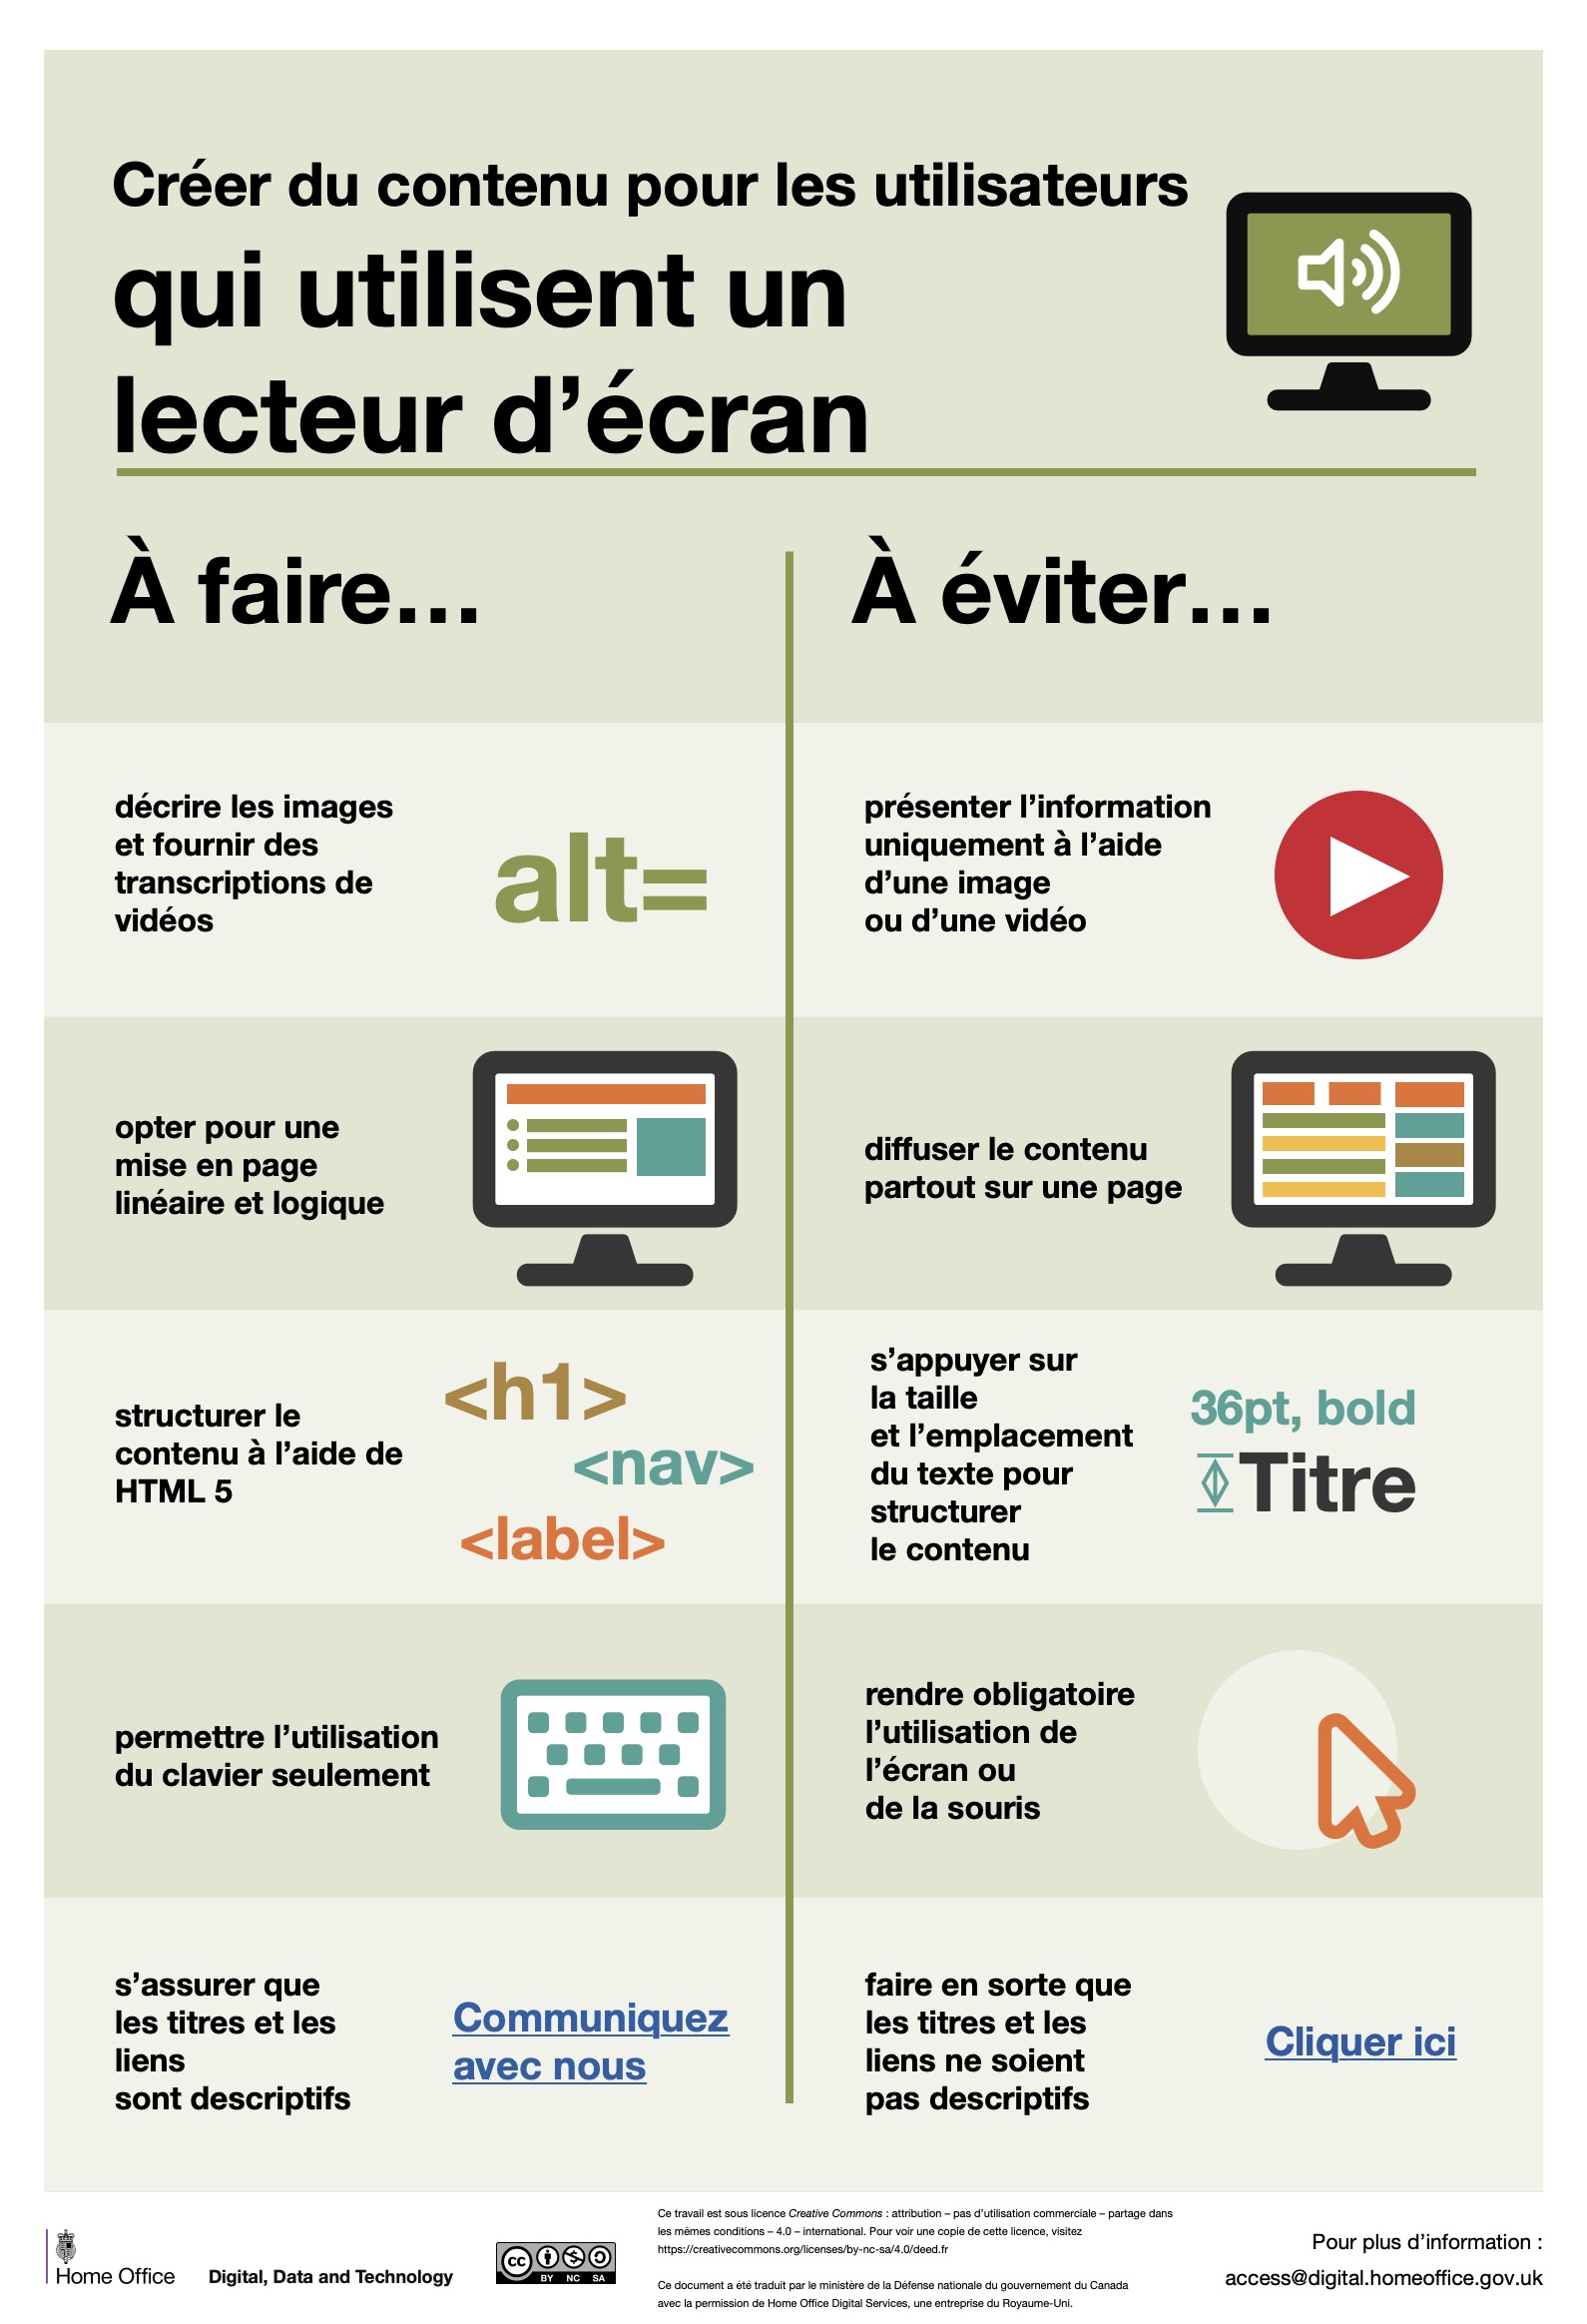 Créer du contenu pour les utilisateurs
qui utilisent un
lecteur d’écran
À faire…
À éviter…
décrire les images
et fournir des
transcriptions de
vidéos
alt=
présenter l’information
uniquement à l’aide
d’une image
ou d’une vidéo
opter pour une
mise en page
linéaire et logique
diffuser le contenu
partout sur une page
structurer le
contenu à l’aide de
HTML 5
<h1>
<nav>
<label>
s’appuyer sur
la taille
et l’emplacement
du texte pour
structurer
le contenu
36pt, bold
Titre
permettre l’utilisation
du clavier seulement
rendre obligatoire
l’utilisation de
l’écran ou
de la souris
s’assurer que
les titres et les
liens
sont descriptifs
Communiquez
avec nous
faire en sorte que
les titres et les
liens ne soient
pas descriptifs
Cliquer ici
Home Office
Digital, Data and Technology
cc
BY NC SA
Ce travail est sous licence Creative Commons : attribution – pas d’utilisation commerciale – partage dans
les mêmes conditions – 4.0 – international. Pour voir une copie de cette licence, visitez
https://creativecommons.org/licenses/by-nc-sa/4.0/deed.fr
Ce document a été traduit par le ministère de la Défense nationale du gouvernement du Canada
avec la permission de Home Office Digital Services, une entreprise du Royaume-Uni.
Pour plus d’information :
access@digital.homeoffice.gov.uk